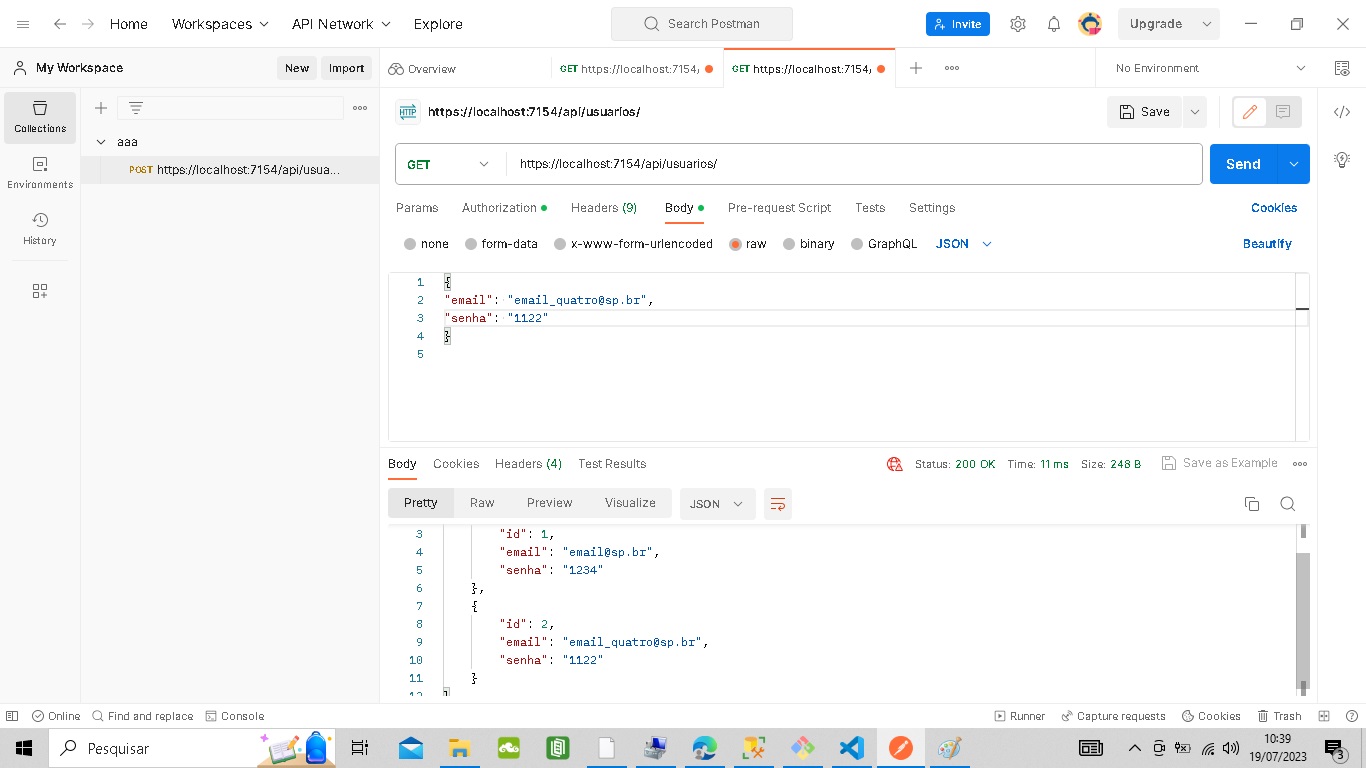 Home Workspaces API Network Explore Search Postman Invite Upgrade
My Workspace New Import Overview GET https://localhost:7154/ GET https://localhost:7154/ No Environment
Collections
Environments
History
aaa
POST https://localhost:7154/api/usua...
HTTP https://localhost:7154/api/usuarios/ Save
GET https://localhost:7154/api/usuarios/ Send
Params Authorization Headers (9) Body Pre-request Script Tests Settings Cookies
none form-data x-www-form-urlencoded raw binary GraphQL JSON Beautify
1 {
2 "email": "email_quatro@sp.br",
3 "senha": "1122"
4 }
5
Body Cookies Headers (4) Test Results Status: 200 OK Time: 11 ms Size: 248 B Save as Example
Pretty Raw Preview Visualize JSON
3 "id": 1,
4 "email": "email@sp.br",
5 "senha": "1234"
6 },
7 {
8 "id": 2,
9 "email": "email_quatro@sp.br",
10 "senha": "1122"
11 }
12 ]
Online Find and replace Console Runner Capture requests Cookies Trash
Pesquisar
10:39
19/07/2023
3